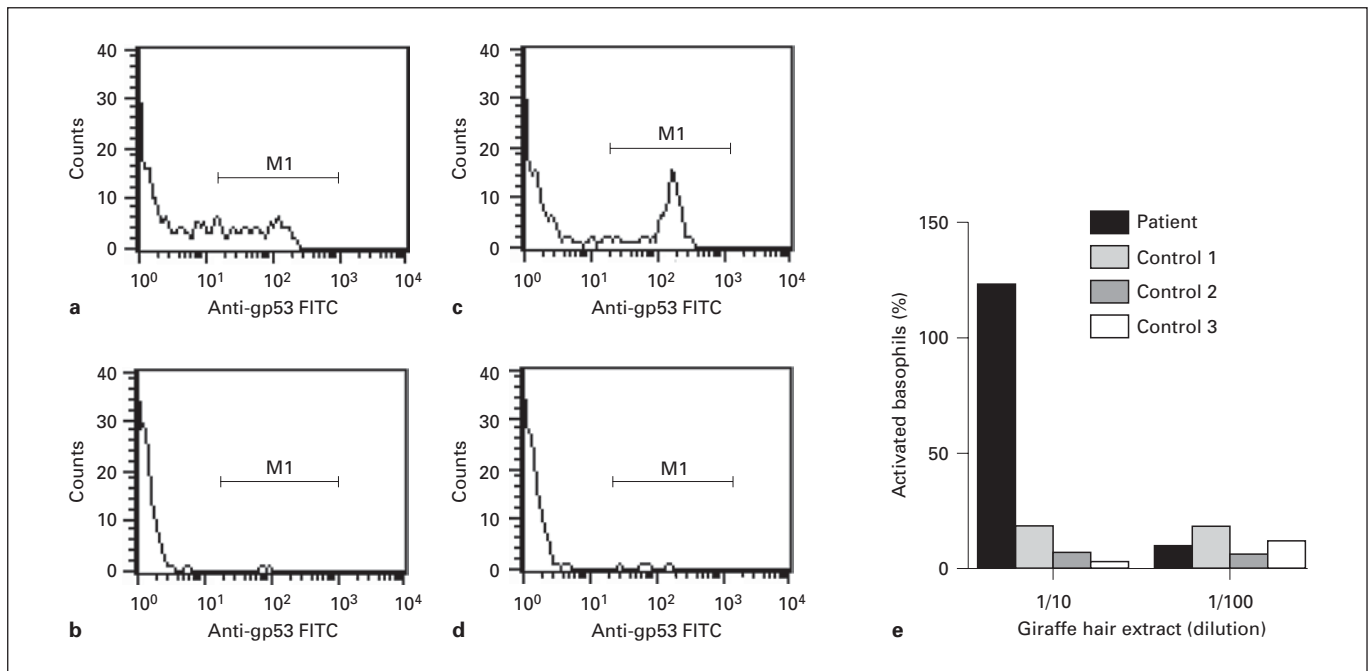 40
30
20
10
0
Counts
M1
10⁰ 10¹ 10² 10³ 10⁴
a Anti-gp53 FITC
40
30
20
10
0
Counts
M1
10⁰ 10¹ 10² 10³ 10⁴
c Anti-gp53 FITC
40
30
20
10
0
Counts
M1
10⁰ 10¹ 10² 10³ 10⁴
b Anti-gp53 FITC
40
30
20
10
0
Counts
M1
10⁰ 10¹ 10² 10³ 10⁴
d Anti-gp53 FITC
150
100
50
0
Activated basophils (%)
Patient
Control 1
Control 2
Control 3
1/10 1/100
e Giraffe hair extract (dilution)